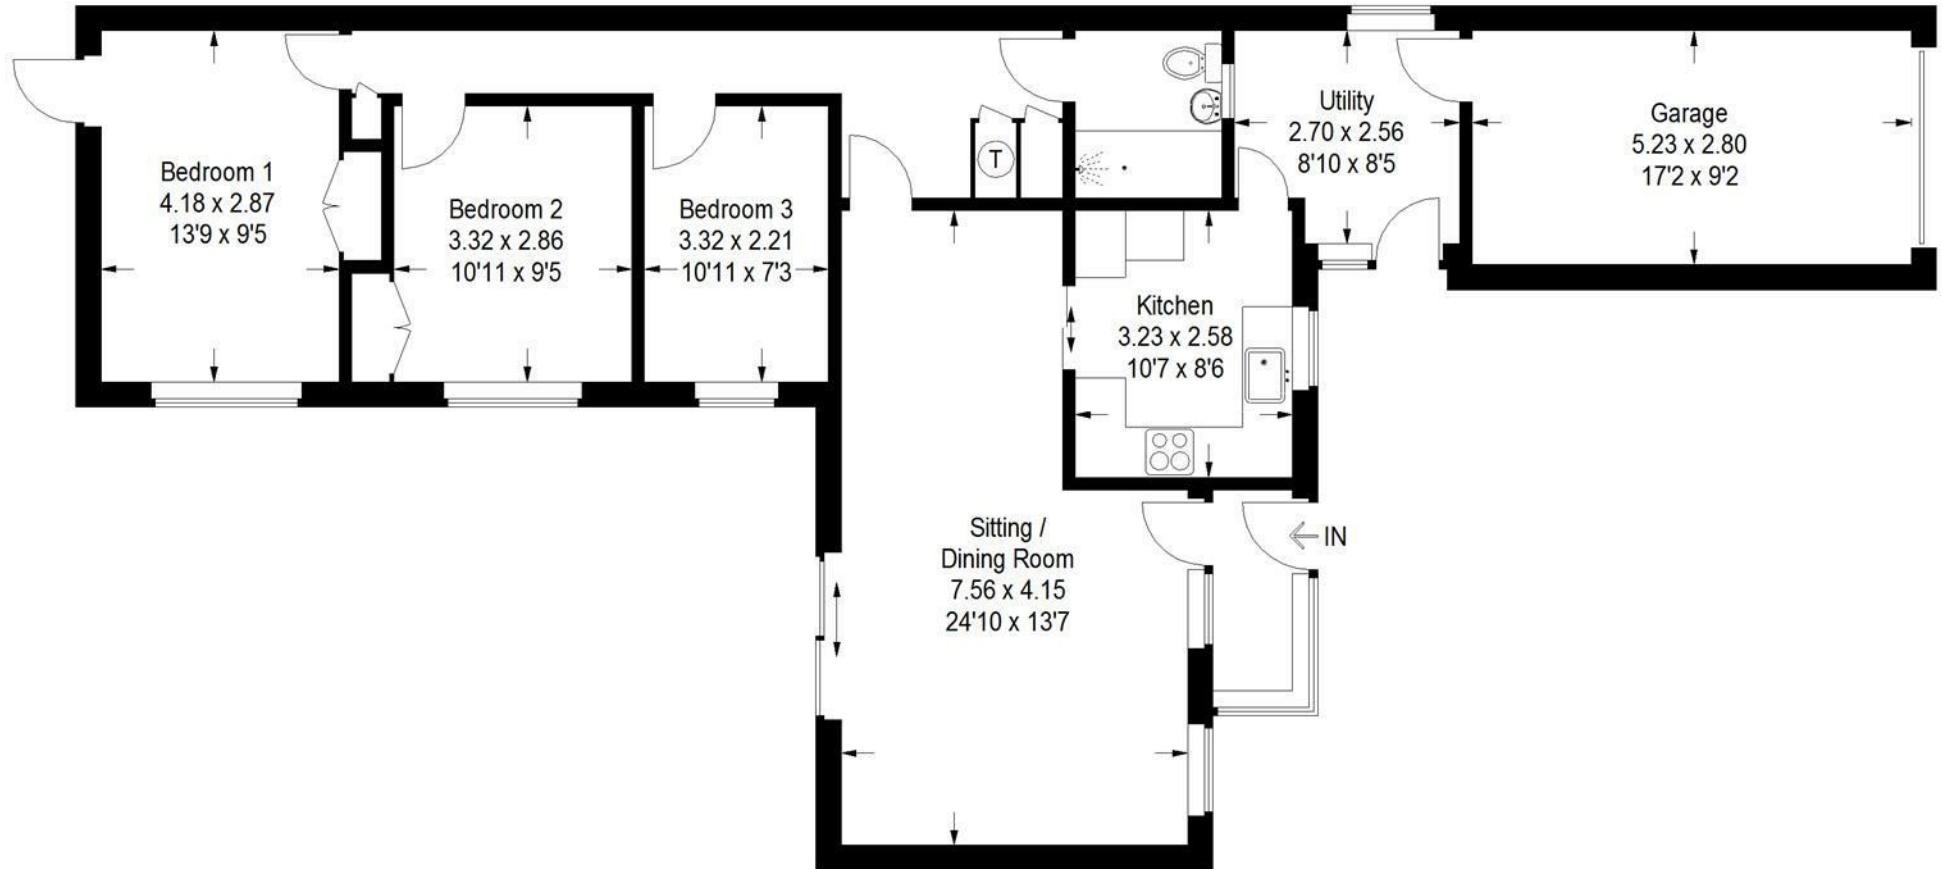 Bedroom 1
4.18 x 2.87
13'9 x 9'5
Bedroom 2
3.32 x 2.86
10'11 x 9'5
Bedroom 3
3.32 x 2.21
10'11 x 7'3
T
Utility
2.70 x 2.56
8'10 x 8'5
Garage
5.23 x 2.80
17'2 x 9'2
Kitchen
3.23 x 2.58
10'7 x 8'6
Sitting /
Dining Room
7.56 x 4.15
24'10 x 13'7
IN